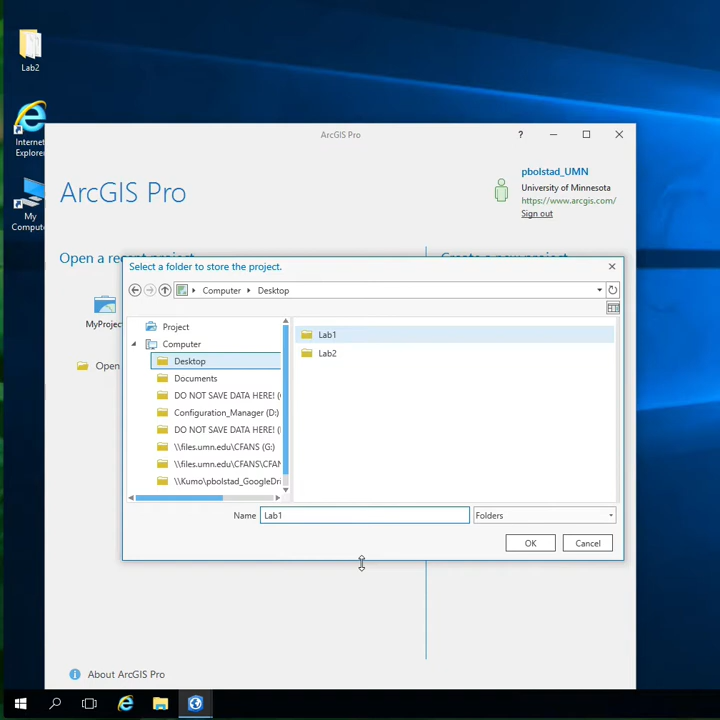 Lab2
Internet
Explorer
My
Compute
ArcGIS Pro
?
pbolstad_UMN
University of Minnesota
https://www.arcgis.com/
Sign out
ArcGIS Pro
Open a recent project
Create a new project
Select a folder to store the project.
Computer
Desktop
MyProjec
Open
Project
Computer
Desktop
Documents
DO NOT SAVE DATA HERE! (
Configuration_Manager (D:)
DO NOT SAVE DATA HERE! (
\\files.umn.edu\CFANS (G:)
\\files.umn.edu\CFANS\CFAN
\\Kumo\pbolstad_GoogleDri
Lab1
Lab2
Name
Lab1
Folders
OK
Cancel
About ArcGIS Pro